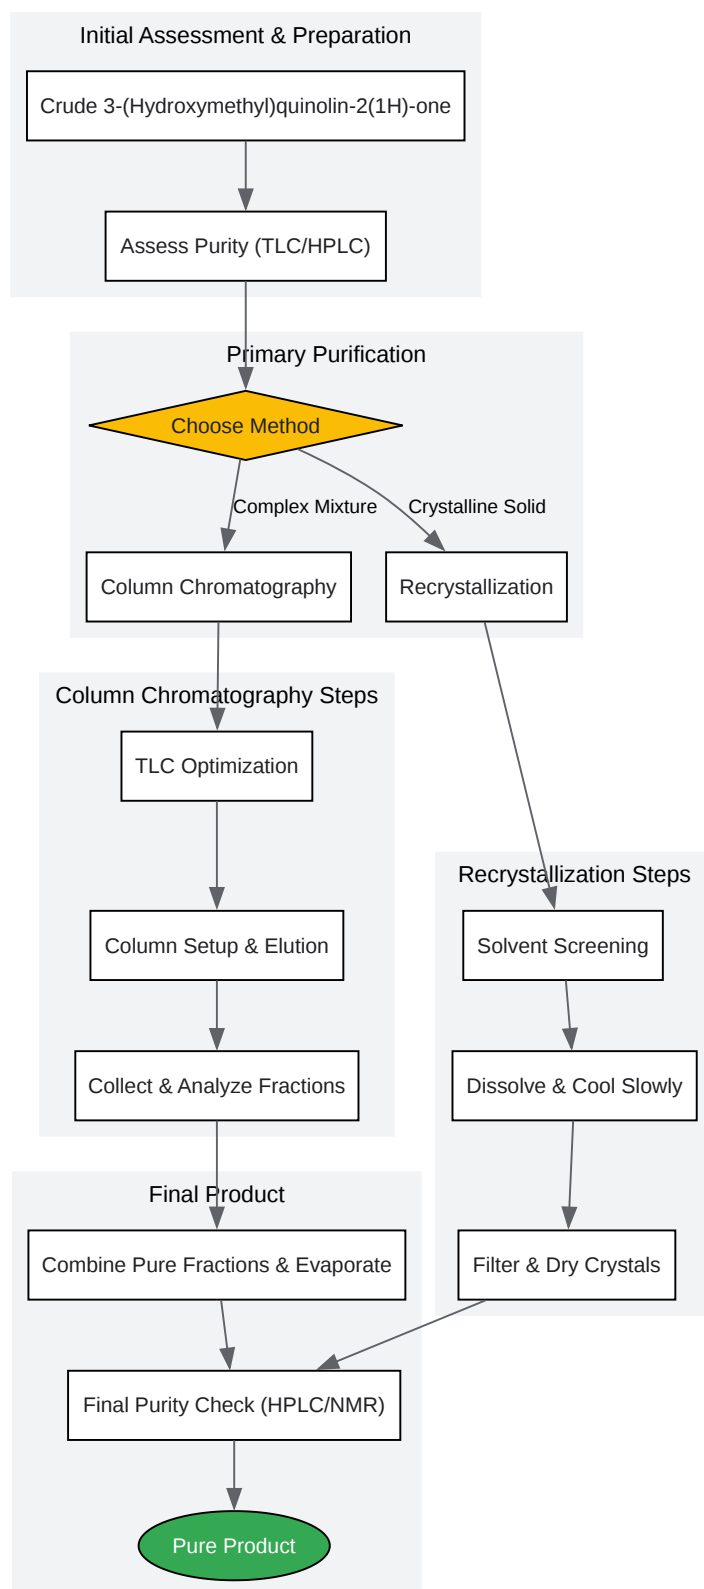 Initial Assessment & Preparation
Crude 3-(Hydroxymethyl)quinolin-2(1H)-one
Assess Purity (TLC/HPLC)
Primary Purification
Choose Method
Complex Mixture
Crystalline Solid
Column Chromatography
Recrystallization
Column Chromatography Steps
TLC Optimization
Recrystallization Steps
Column Setup & Elution
Solvent Screening
Collect & Analyze Fractions
Dissolve & Cool Slowly
Final Product
Combine Pure Fractions & Evaporate
Filter & Dry Crystals
Final Purity Check (HPLC/NMR)
Pure Product